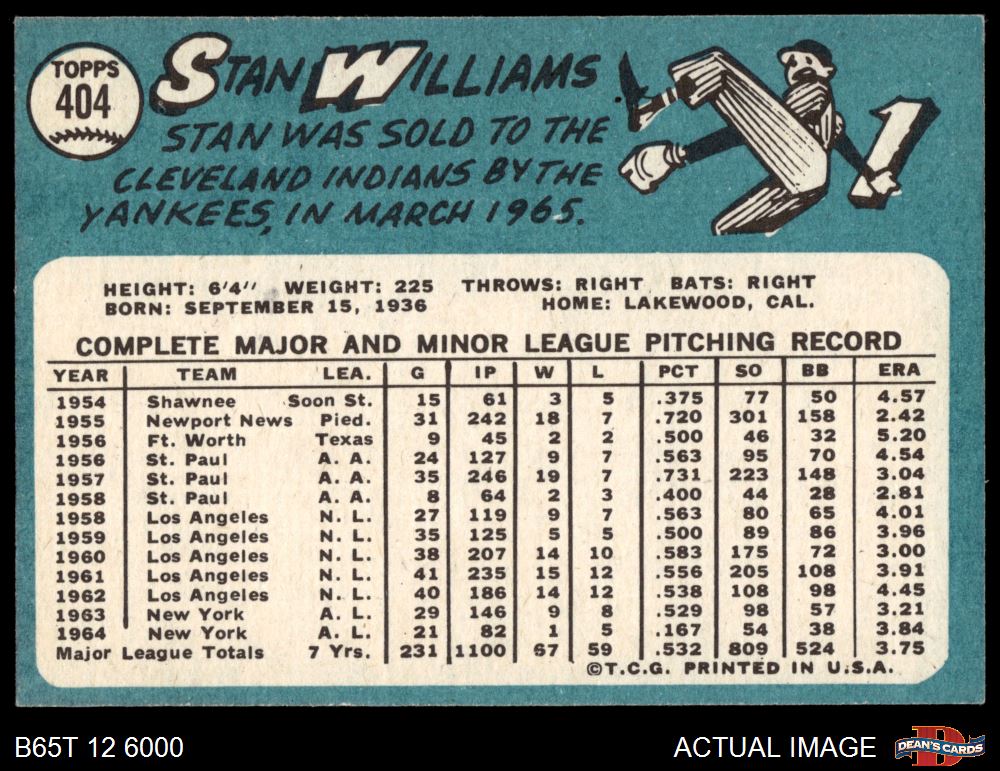 TOPPS
404
STAN WILLIAMS
STAN WAS SOLD TO THE
CLEVELAND INDIANS BY THE
YANKEES, IN MARCH 1965.
1
HEIGHT: 6'4" WEIGHT: 225 THROWS: RIGHT BATS: RIGHT
BORN: SEPTEMBER 15, 1936 HOME: LAKEWOOD, CAL.
COMPLETE MAJOR AND MINOR LEAGUE PITCHING RECORD
YEAR TEAM LEA. G IP W L PCT SO BB ERA
1954 Shawnee Soon St. 15 61 3 5 .375 77 50 4.57
1955 Newport News Pied. 31 242 18 7 .720 301 158 2.42
1956 Ft. Worth Texas 9 45 2 2 .500 46 32 5.20
1956 St. Paul A. A. 24 127 9 7 .563 95 70 4.54
1957 St. Paul A. A. 35 246 19 7 .731 223 148 3.04
1958 St. Paul A. A. 8 64 2 3 .400 44 28 2.81
1958 Los Angeles N. L. 27 119 9 7 .563 80 65 4.01
1959 Los Angeles N. L. 35 125 5 5 .500 89 86 3.96
1960 Los Angeles N. L. 38 207 14 10 .583 175 72 3.00
1961 Los Angeles N. L. 41 235 15 12 .556 205 108 3.91
1962 Los Angeles N. L. 40 186 14 12 .538 108 98 4.45
1963 New York A. L. 29 146 9 8 .529 98 57 3.21
1964 New York A. L. 21 82 1 5 .167 54 38 3.84
Major League Totals 7 Yrs. 231 1100 67 59 .532 809 524 3.75
©T.C.G. PRINTED IN U.S.A.
B65T 12 6000 ACTUAL IMAGE DEAN'S CARDS